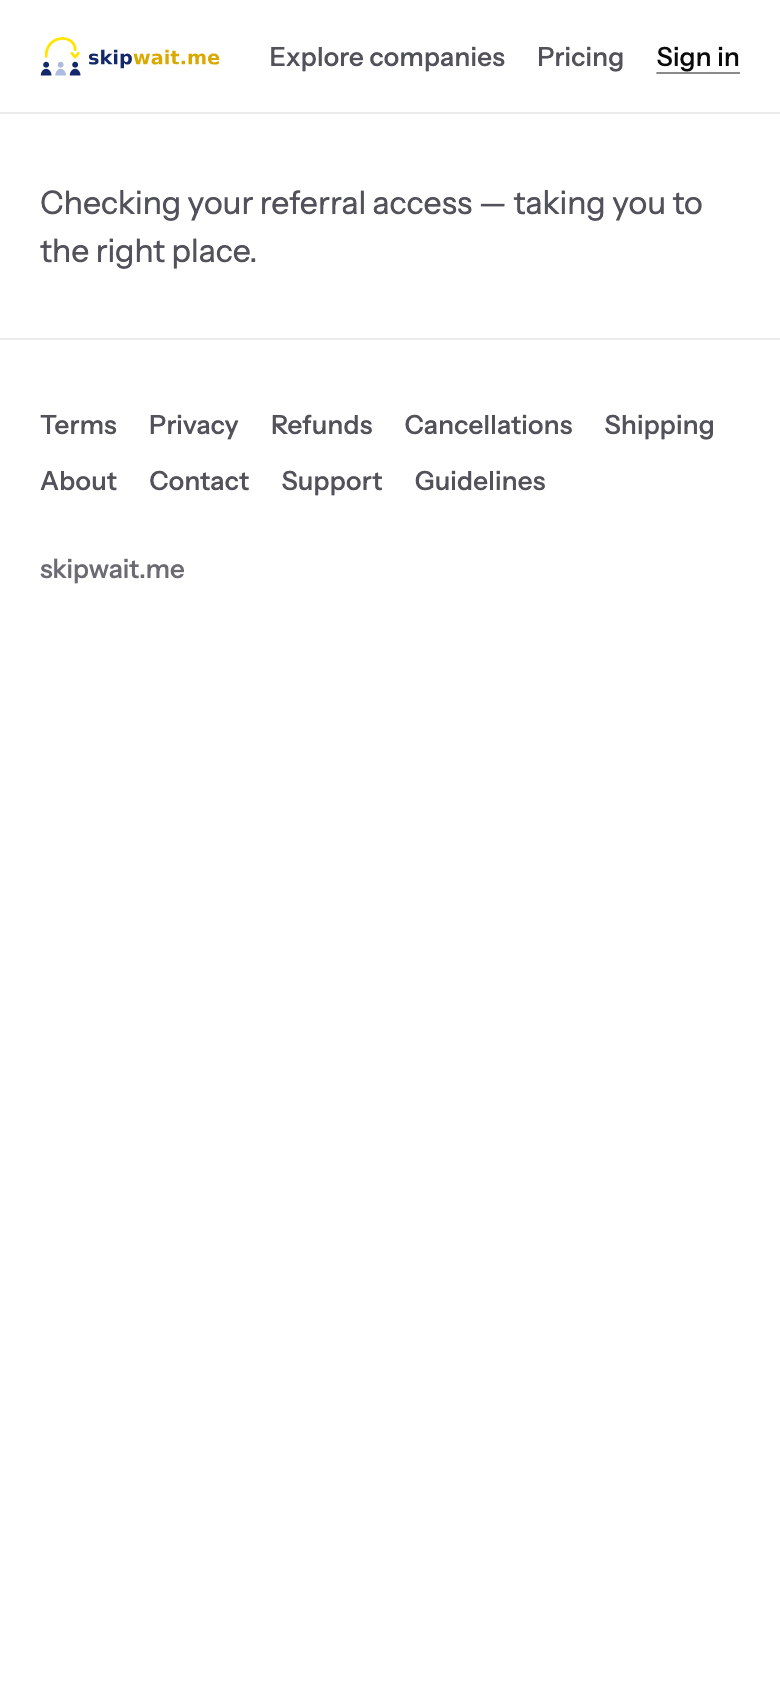 skipwait.me
Explore companies
Pricing
Sign in
Checking your referral access — taking you to
the right place.
Terms Privacy Refunds Cancellations Shipping
About Contact Support Guidelines
skipwait.me